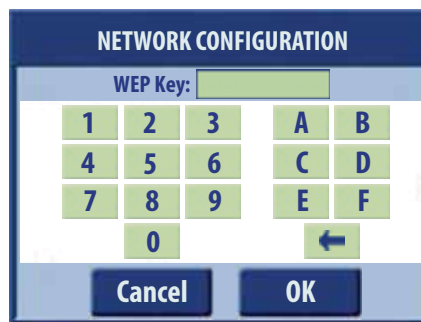 NETWORK CONFIGURATION
WEP Key:
1 2 3 A B
4 5 6 C D
7 8 9 E F
0
Cancel OK